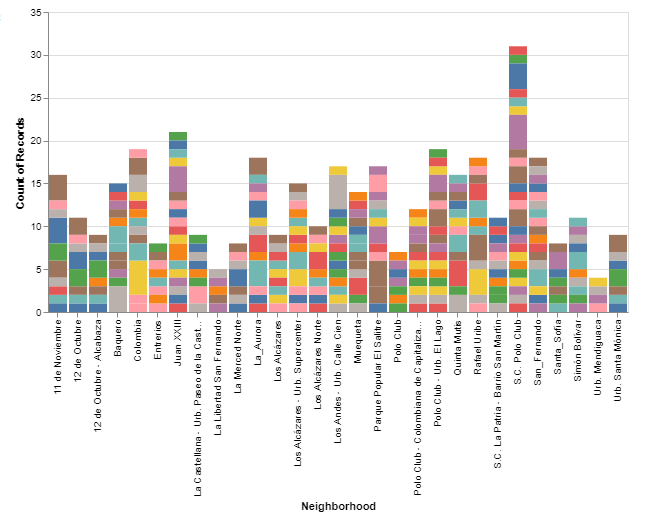 35
30
25
20
15
10
5
0
Count of Records
11 de Noviembre
12 de Octubre
12 de Octubre - Alcabaza
Baquero
Colombia
Entrerios
Juan XXIII
La Castellana - Urb. Paseo de la Cast...
La Libertad San Fernando
La Merced Norte
La_Aurora
Los Alcázares
Los Alcázares - Urb. Supercenter
Los Alcázares Norte
Los Andes - Urb. Calle Cien
Muequeta
Parque Popular El Salitre
Polo Club
Polo Club - Colombiana de Capitaliza...
Polo Club - Urb. El Lago
Quinta Mutis
Rafael Uribe
S.C. La Patria - Barrio San Martín
S.C. Polo Club
San_Fernando
Santa_Sofia
Simón Bolívar
Urb. Mendiguaca
Urb. Santa Mónica
Neighborhood